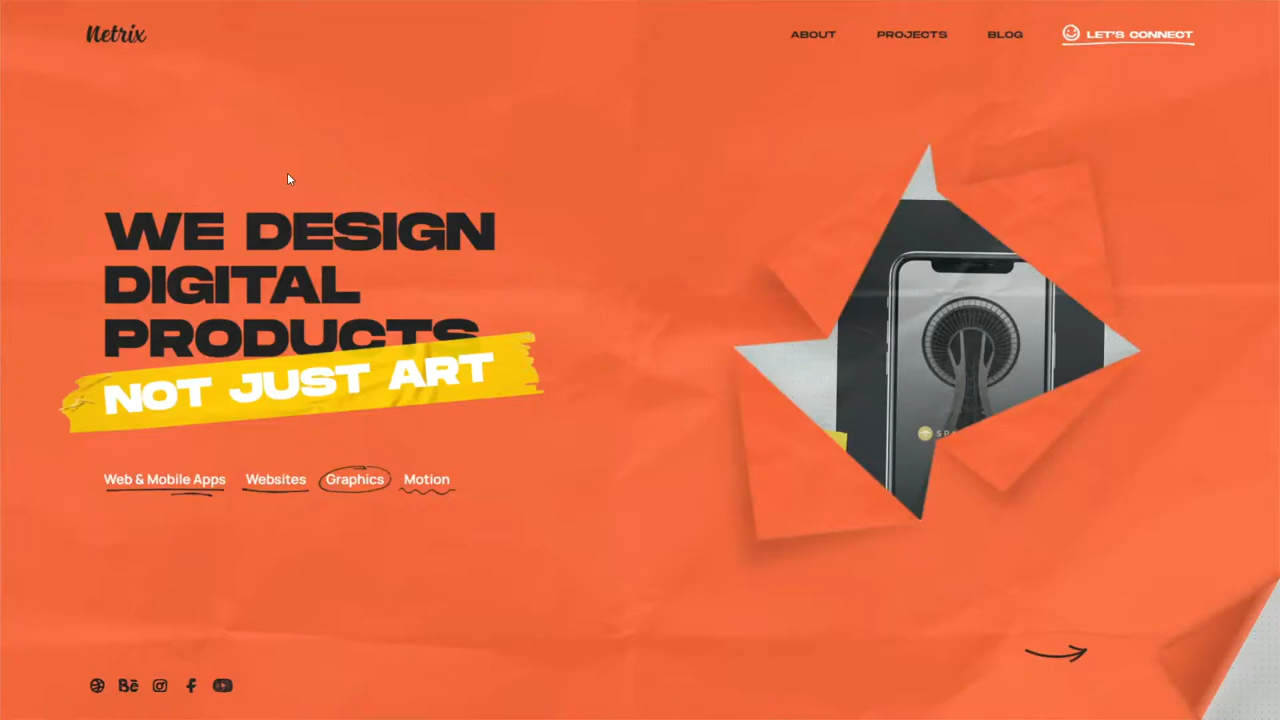 Netrix
ABOUT PROJECTS BLOG LET'S CONNECT
WE DESIGN
DIGITAL
PRODUCTS
NOT JUST ART
Web & Mobile Apps Websites Graphics Motion
Bē